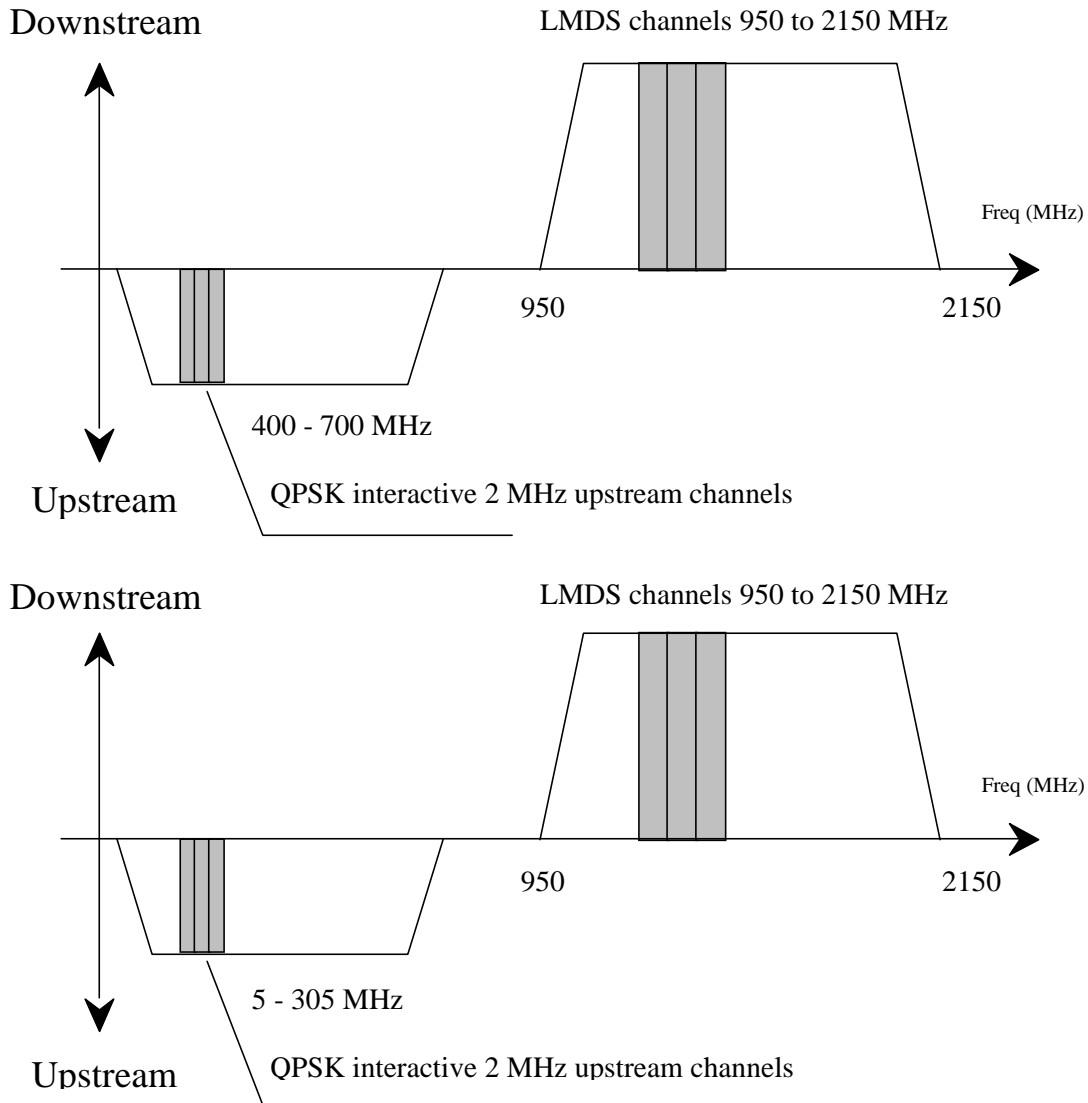 Downstream
LMDS channels 950 to 2150 MHz
Freq (MHz)
950
2150
400 - 700 MHz
QPSK interactive 2 MHz upstream channels
Upstream
Downstream
LMDS channels 950 to 2150 MHz
Freq (MHz)
950
2150
5 - 305 MHz
QPSK interactive 2 MHz upstream channels
Upstream